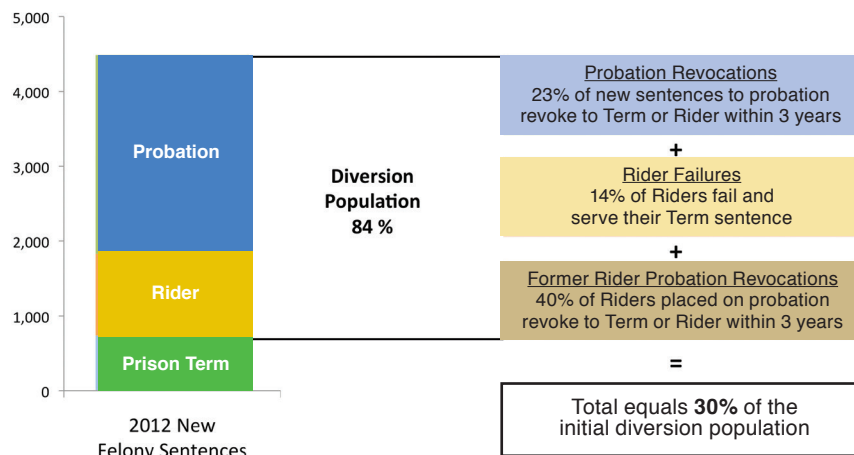 5,000
4,000
3,000
2,000
1,000
0
Probation
Rider
Prison Term
2012 New
Felony Sentences
Diversion
Population
84 %
Probation Revocations
23% of new sentences to probation
revoke to Term or Rider within 3 years
+
Rider Failures
14% of Riders fail and
serve their Term sentence
+
Former Rider Probation Revocations
40% of Riders placed on probation
revoke to Term or Rider within 3 years
=
Total equals 30% of the
initial diversion population